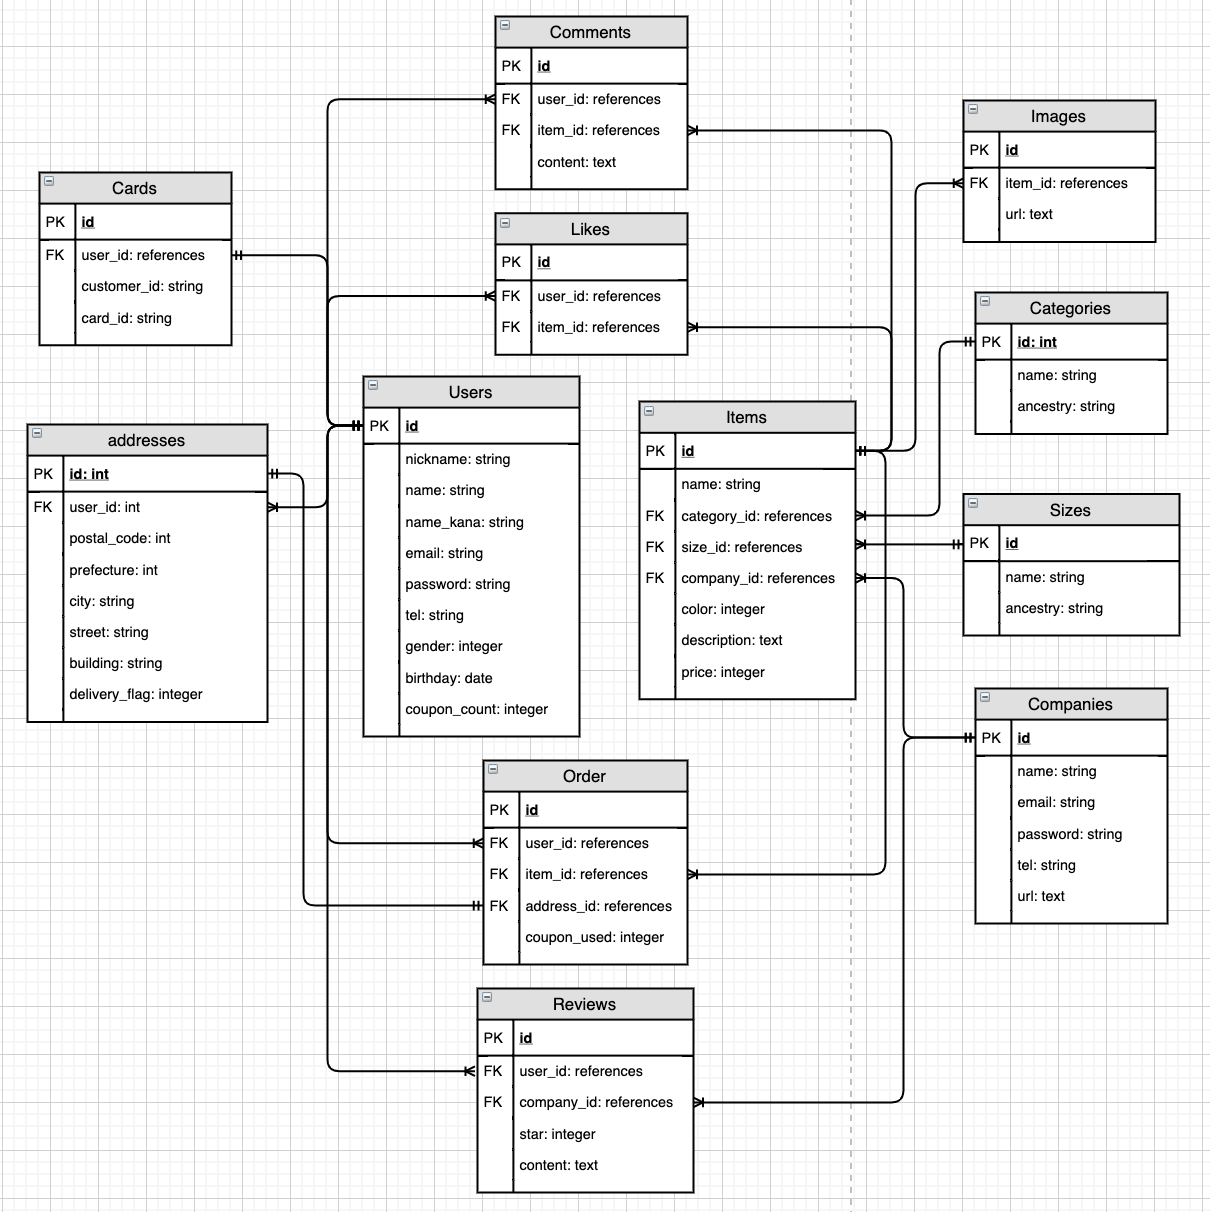 Comments
PK id
FK user_id: references
FK item_id: references
content: text
Images
PK id
FK item_id: references
url: text
Cards
PK id
FK user_id: references
customer_id: string
card_id: string
Likes
PK id
FK user_id: references
FK item_id: references
Categories
PK id: int
name: string
ancestry: string
Users
PK id
nickname: string
name: string
name_kana: string
email: string
password: string
tel: string
gender: integer
birthday: date
coupon_count: integer
Items
PK id
name: string
FK category_id: references
FK size_id: references
FK company_id: references
color: integer
description: text
price: integer
addresses
PK id: int
FK user_id: int
postal_code: int
prefecture: int
city: string
street: string
building: string
delivery_flag: integer
Sizes
PK id
name: string
ancestry: string
Companies
PK id
name: string
email: string
password: string
tel: string
url: text
Order
PK id
FK user_id: references
FK item_id: references
FK address_id: references
coupon_used: integer
Reviews
PK id
FK user_id: references
FK company_id: references
star: integer
content: text